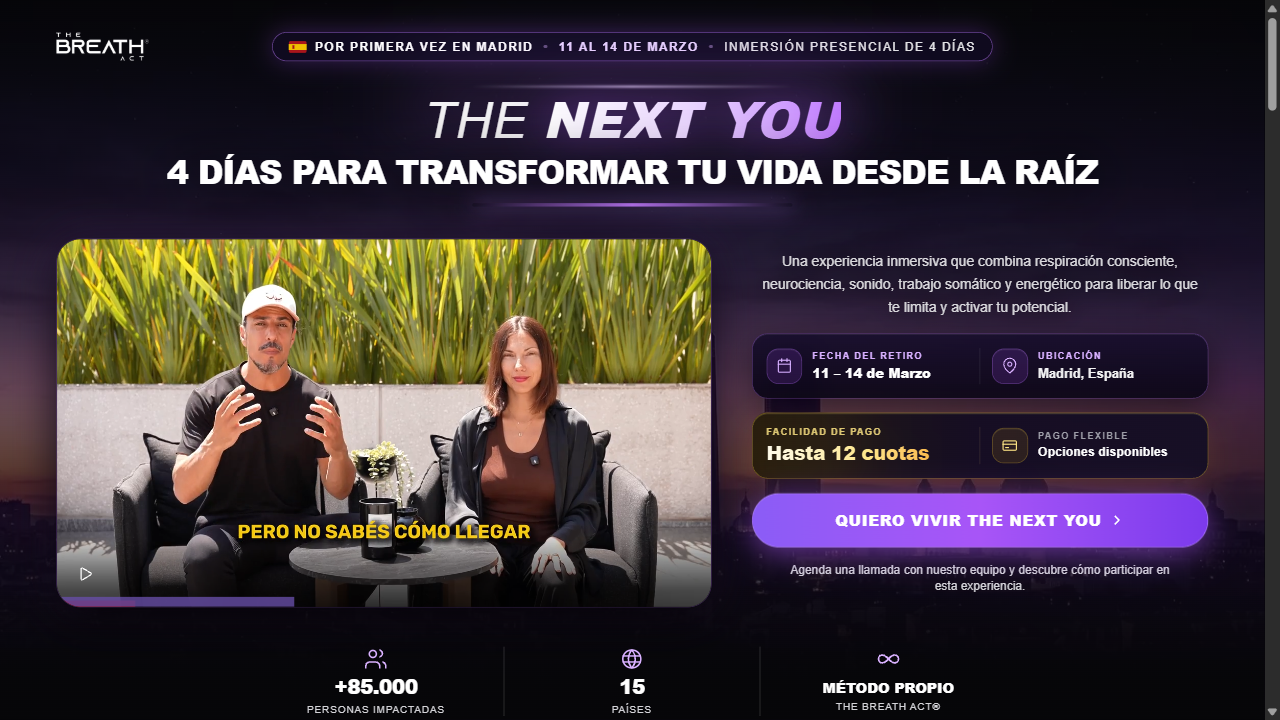 THE
BREATH
ACT
POR PRIMERA VEZ EN MADRID • 11 AL 14 DE MARZO • INMERSIÓN PRESENCIAL DE 4 DÍAS
THE NEXT YOU
4 DÍAS PARA TRANSFORMAR TU VIDA DESDE LA RAÍZ
PERO NO SABÉS CÓMO LLEGAR
Una experiencia inmersiva que combina respiración consciente,
neurociencia, sonido, trabajo somático y energético para liberar lo que
te limita y activar tu potencial.
FECHA DEL RETIRO
11 – 14 de Marzo
UBICACIÓN
Madrid, España
FACILIDAD DE PAGO
Hasta 12 cuotas
PAGO FLEXIBLE
Opciones disponibles
QUIERO VIVIR THE NEXT YOU
Agenda una llamada con nuestro equipo y descubre cómo participar en
esta experiencia.
+85.000
PERSONAS IMPACTADAS
15
PAÍSES
MÉTODO PROPIO
THE BREATH ACT®